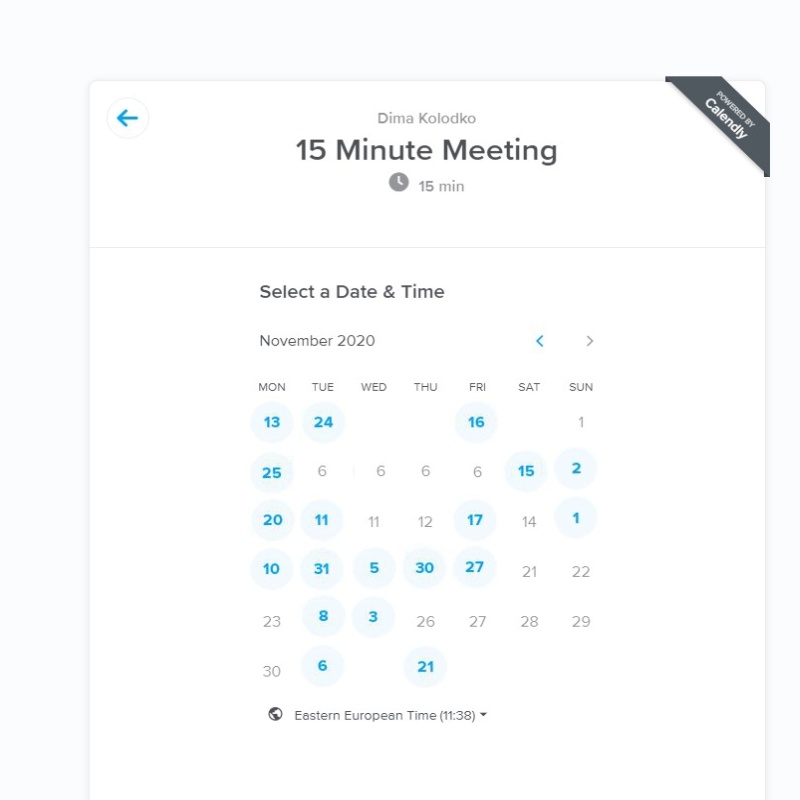 POWERED BY
Calendly
Dima Kolodko
15 Minute Meeting
15 min
Select a Date & Time
November 2020
MON TUE WED THU FRI SAT SUN
13 24 16 1
25 6 6 6 6 15 2
20 11 11 12 17 14 1
10 31 5 30 27 21 22
23 8 3 26 27 28 29
30 6 21
Eastern European Time (11:38)